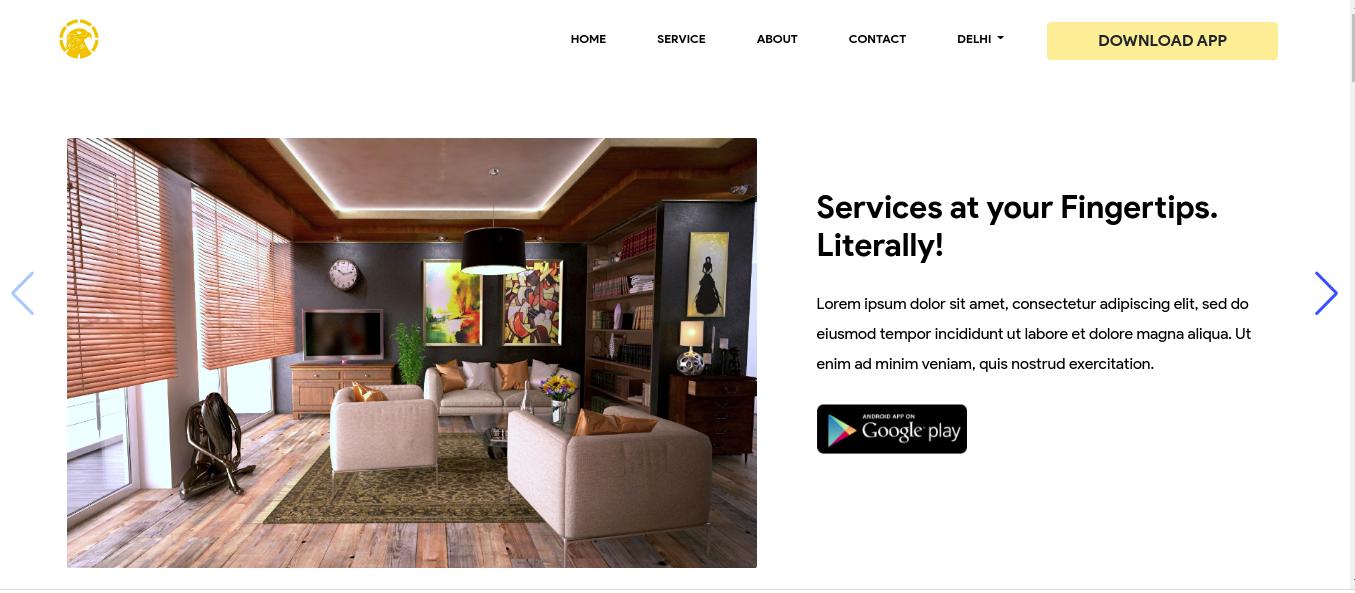 HOME SERVICE ABOUT CONTACT DELHI DOWNLOAD APP
Services at your Fingertips.
Literally!
Lorem ipsum dolor sit amet, consectetur adipiscing elit, sed do
eiusmod tempor incididunt ut labore et dolore magna aliqua. Ut
enim ad minim veniam, quis nostrud exercitation.
ANDROID APP ON
Google play